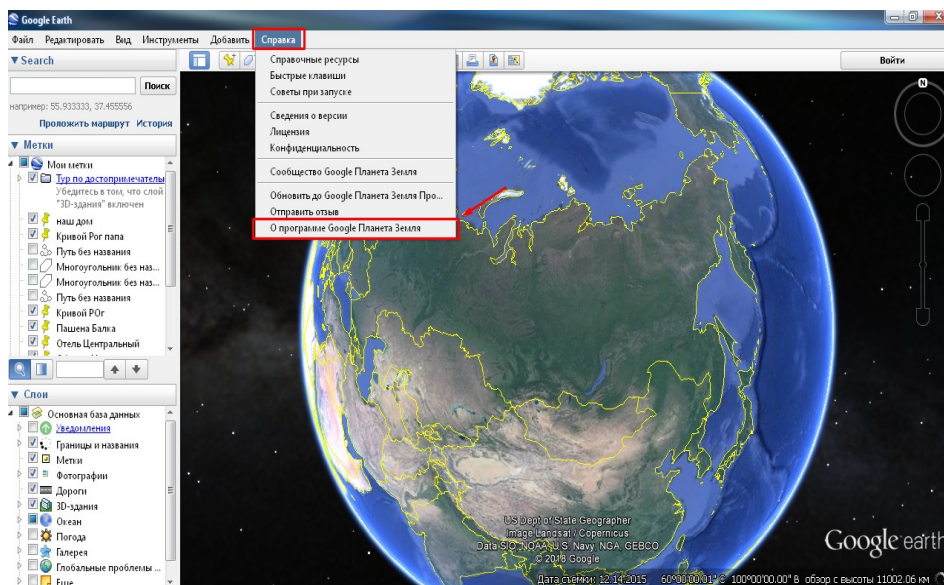 Google Earth
Файл Редактировать Вид Инструменты Добавить Справка
Search
Поиск
например: 55.933333, 37.455556
Проложить маршрут История
Метки
Мои метки
Тур по достопримечательы
Убедитесь в том, что слой
"3D-здания" включен
наш дом
Кривой Рог папа
Путь без названия
Многоугольник без наз...
Многоугольник без наз...
Путь без названия
Кривой РОг
Пашена Балка
Отель Центральный
Слои
Основная база данных
Уведомления
Границы и названия
Метки
Фотографии
Дороги
3D-здания
Океан
Погода
Галерея
Глобальные проблемы ...
Еще
Справочные ресурсы
Быстрые клавиши
Советы при запуске
Сведения о версии
Лицензия
Конфиденциальность
Сообщество Google Планета Земля
Обновить до Google Планета Земля Про...
Отправить отзыв
О программе Google Планета Земля
Войти
N
US Dept of State Geographer
Image Landsat / Copernicus
Data SIO, NOAA, U.S. Navy, NGA, GEBCO
© 2018 Google
Google earth
Дата съемки: 12.14.2015 60°00'00.01" С 100°00'00.00" В обзор с высоты 11002.06 км